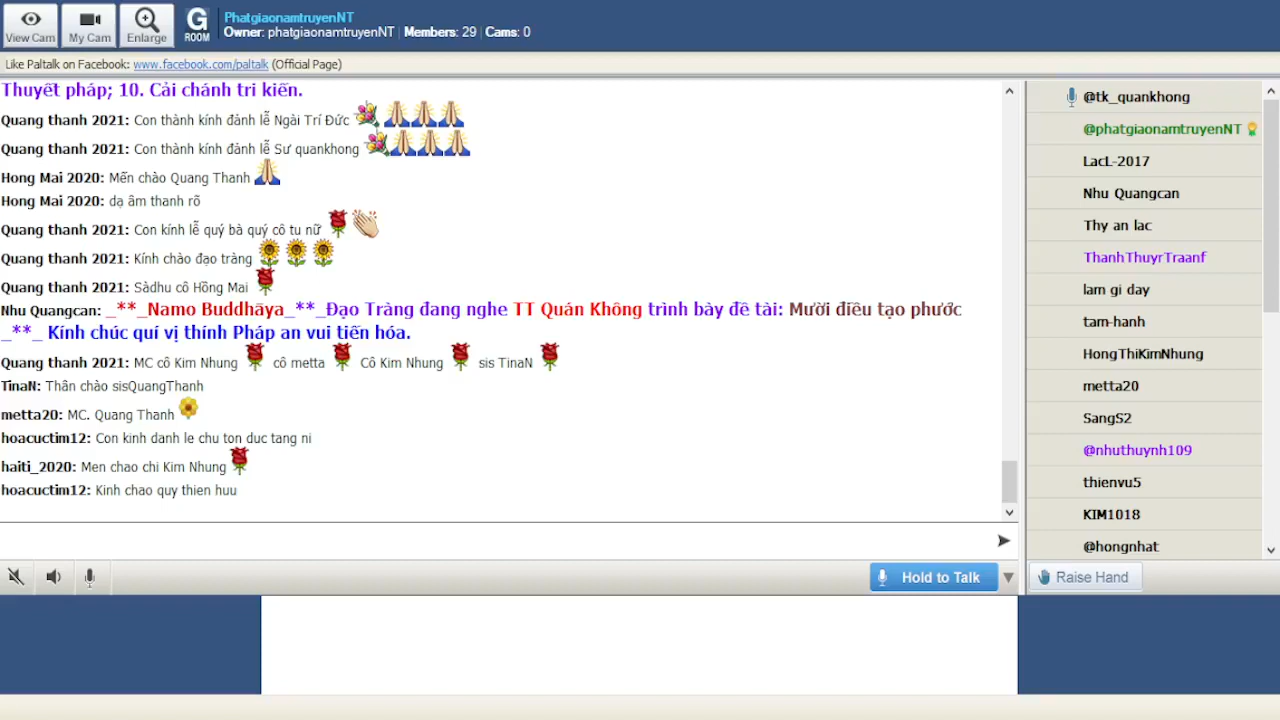 View Cam
My Cam
Enlarge
G
ROOM
PhatgiaonamtruyenNT
Owner: phatgiaonamtruyenNT | Members: 29 | Cams: 0
Like Paltalk on Facebook: www.facebook.com/paltalk (Official Page)
Thuyết pháp; 10. Cải chánh tri kiến.
Quang thanh 2021: Con thành kính đảnh lễ Ngài Trí Đức
Quang thanh 2021: Con thành kính đảnh lễ Sư quankhong
Hong Mai 2020: Mến chào Quang Thanh
Hong Mai 2020: dạ âm thanh rõ
Quang thanh 2021: Con kính lễ quý bà quý cô tu nữ
Quang thanh 2021: Kính chào đạo tràng
Quang thanh 2021: Sàdhu cô Hồng Mai
Nhu Quangcan: _**_Namo Buddhāya_**_Đạo Tràng đang nghe TT Quán Không trình bày đề tài: Mười điều tạo phước
_**_ Kính chúc quí vị thính Pháp an vui tiến hóa.
Quang thanh 2021: MC cô Kim Nhung cô metta Cô Kim Nhung sis TinaN
TinaN: Thân chào sisQuangThanh
metta20: MC. Quang Thanh
hoacuctim12: Con kinh danh le chu ton duc tang ni
haiti_2020: Men chao chi Kim Nhung
hoacuctim12: Kinh chao quy thien huu
@tk_quankhong
@phatgiaonamtruyenNT
LacL-2017
Nhu Quangcan
Thy an lac
ThanhThuyrTraanf
lam gi day
tam-hanh
HongThiKimNhung
metta20
SangS2
@nhuthuynh109
thienvu5
KIM1018
@hongnhat
Hold to Talk
Raise Hand